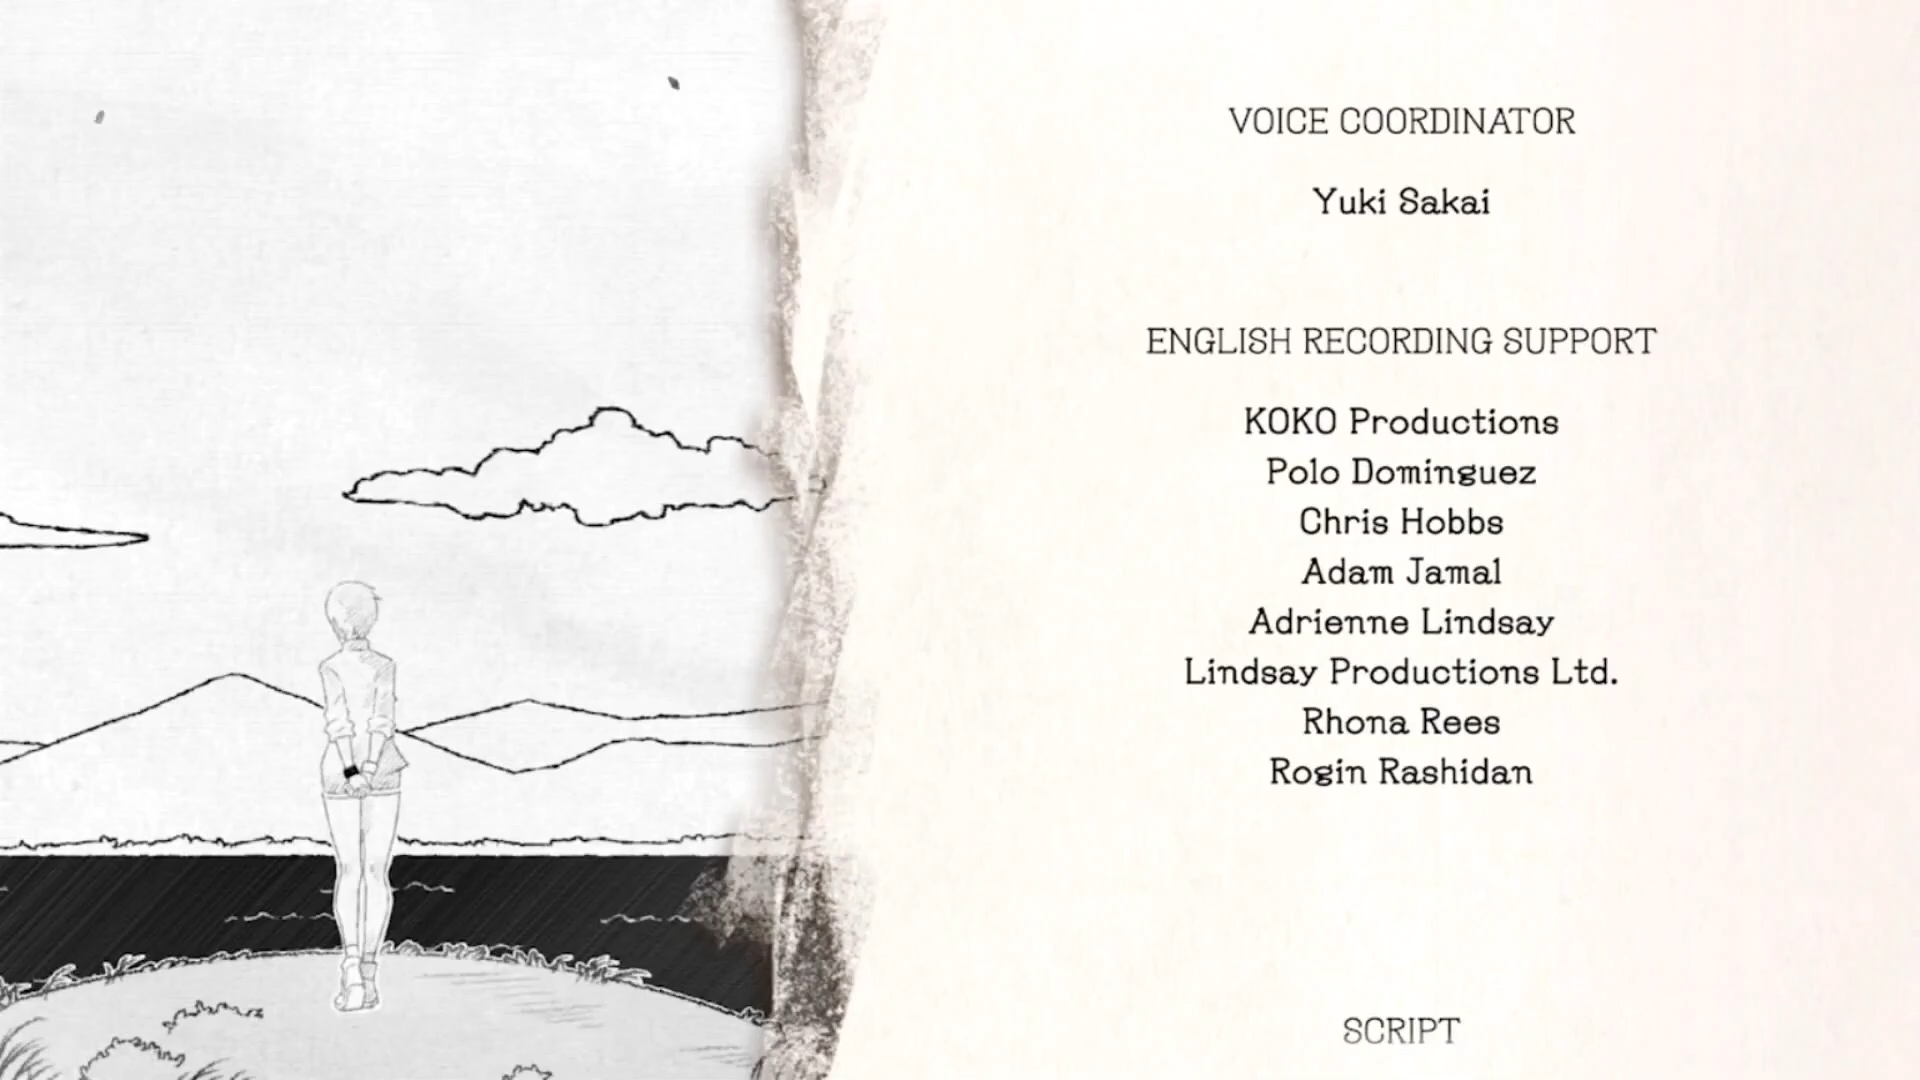 VOICE COORDINATOR
Yuki Sakai
ENGLISH RECORDING SUPPORT
KOKO Productions
Polo Dominguez
Chris Hobbs
Adam Jamal
Adrienne Lindsay
Lindsay Productions Ltd.
Rhona Rees
Rogin Rashidan
SCRIPT